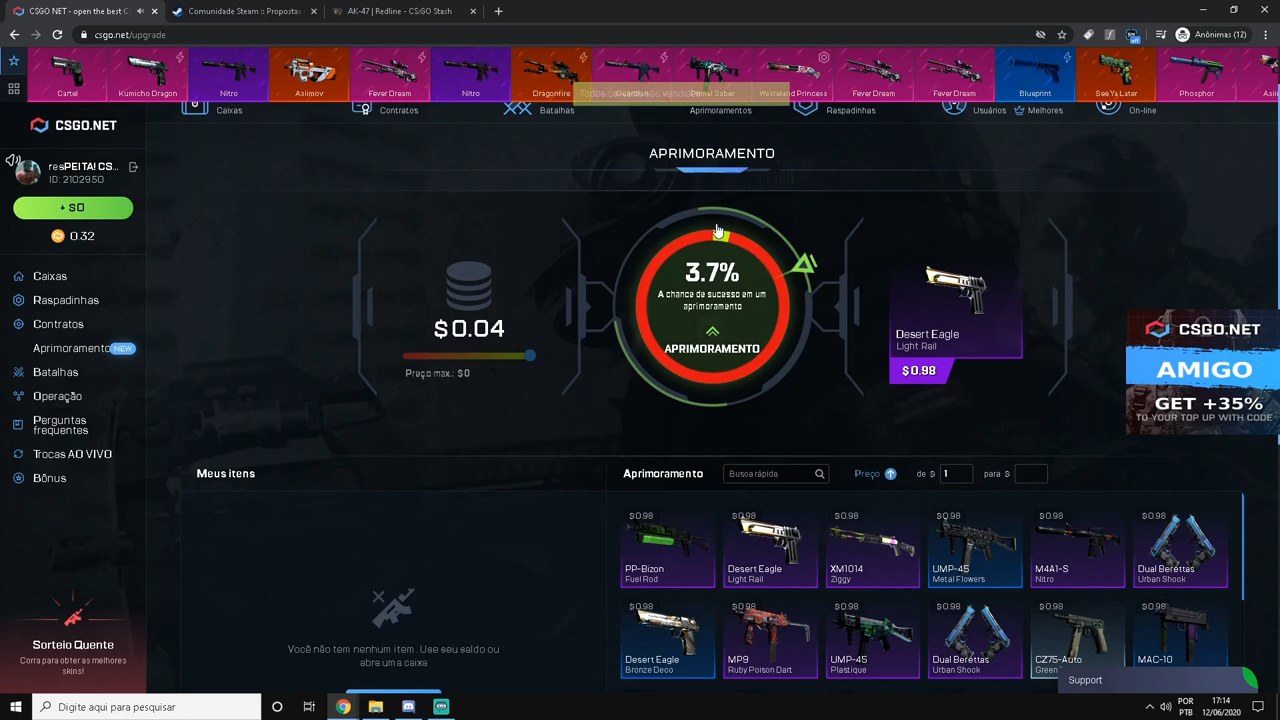 CSGO NET - open the best C
Comunidade Steam :: Propostas
AK-47 | Redline - CS:GO Stash
csgo.net/upgrade
Anônimas (12)
off
Cartel
Kumicho Dragon
Nitro
Asiimov
Fever Dream
Nitro
Dragonfire
Guardian
Primal Saber
Wasteland Princess
Fever Dream
Fever Dream
Blueprint
See Ya Later
Phosphor
Asii
Caixas
Contratos
Batalhas
Aprimoramentos
Raspadinhas
Usuários
Melhores
On-line
CSGO.NET
resPEITA! CS...
ID: 2102950
+ $0
0.32
Caixas
Raspadinhas
Contratos
Aprimoramento NEW
Batalhas
Operação
Perguntas
frequentes
Trocas AO VIVO
Bônus
Sorteio Quente
Corra para obter as melhores
skins!
APRIMORAMENTO
$0.04
Preço max.: $0
3.7%
A chance de sucesso em um
aprimoramento
APRIMORAMENTO
Desert Eagle
Light Rail
$0.98
CSGO.NET
AMIGO
GET +35%
TO YOUR TOP UP WITH CODE
Meus itens
Você não tem nenhum item. Use seu saldo ou
abra uma caixa
Aprimoramento
Busca rápida
Preço
de $
1
para $
$0.98
PP-Bizon
Fuel Rod
$0.98
Desert Eagle
Light Rail
$0.98
XM1014
Ziggy
$0.98
UMP-45
Metal Flowers
$0.98
M4A1-S
Nitro
$0.98
Dual Berettas
Urban Shock
$0.98
Desert Eagle
Bronze Deco
$0.98
MP9
Ruby Poison Dart
$0.98
UMP-45
Plastique
$0.98
Dual Berettas
Urban Shock
$0.98
CZ75-Auto
Green
$0.98
MAC-10
Support
Digite aqui para pesquisar
POR
PTB
17:14
12/06/2020